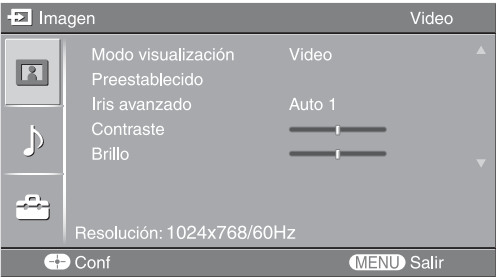 Imagen Video
Modo visualización Video
Preestablecido
Iris avanzado Auto 1
Contraste
Brillo
Resolución: 1024x768/60Hz
Conf MENU Salir